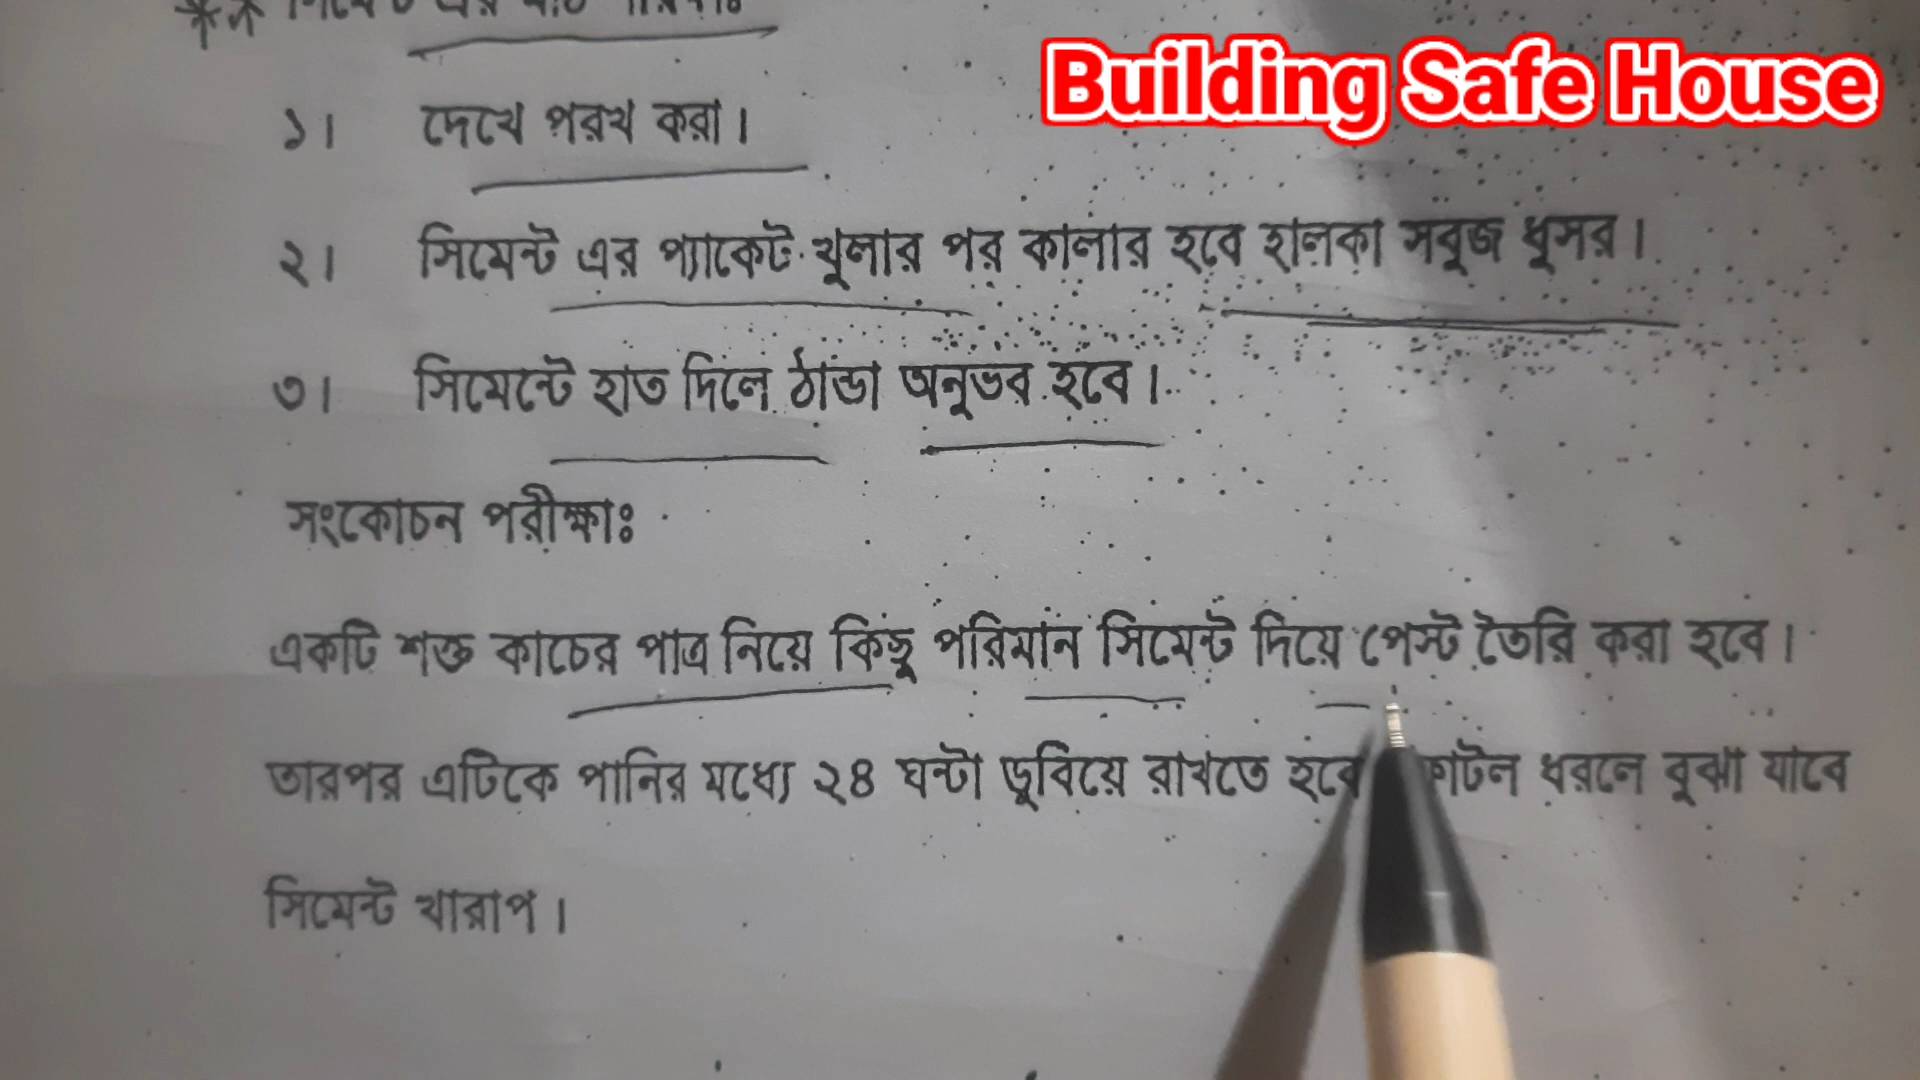 Building Safe House
১। দেখে পরখ করা।
২। সিমেন্ট এর প্যাকেট খুলার পর কালার হবে হালকা সবুজ ধুসর।
৩। সিমেন্টে হাত দিলে ঠান্ডা অনুভব হবে।
সংকোচন পরীক্ষাঃ
একটি শক্ত কাচের পাত্র নিয়ে কিছু পরিমান সিমেন্ট দিয়ে পেস্ট তৈরি করা হবে।
তারপর এটিকে পানির মধ্যে ২৪ ঘন্টা ডুবিয়ে রাখতে হবে ধরলে বুঝা যাবে
সিমেন্ট খারাপ।